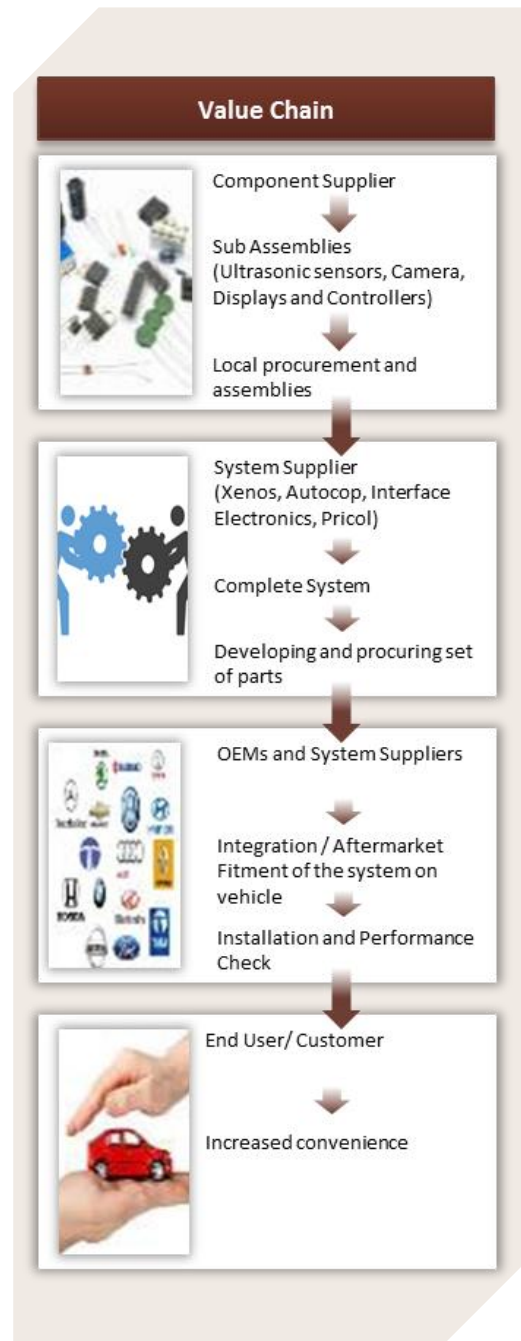 Value Chain
Component Supplier
Sub Assemblies
(Ultrasonic sensors, Camera,
Displays and Controllers)
Local procurement and
assemblies
System Supplier
(Xenos, Autocop, Interface
Electronics, Pricol)
Complete System
Developing and procuring set
of parts
OEMs and System Suppliers
Integration / Aftermarket
Fitment of the system on
vehicle
Installation and Performance
Check
End User/ Customer
Increased convenience